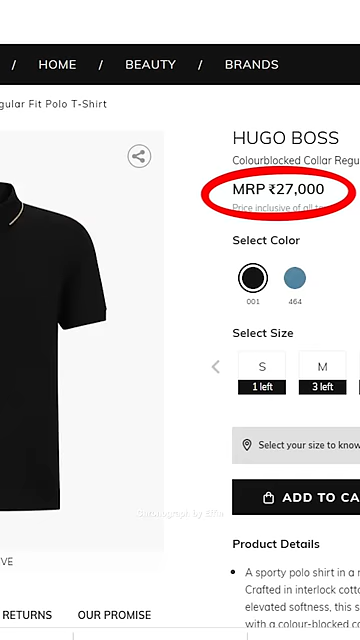 / HOME / BEAUTY / BRANDS
gular Fit Polo T-Shirt
HUGO BOSS
Colourblocked Collar Regu
MRP ₹27,000
Price inclusive of all
Select Color
001 464
Select Size
S M
1 left 3 left
Select your size to know
ADD TO CA
Product Details
A sporty polo shirt in a r
Crafted in interlock cotto
elevated softness, this s
with a colour-blocked co
VE
RETURNS OUR PROMISE